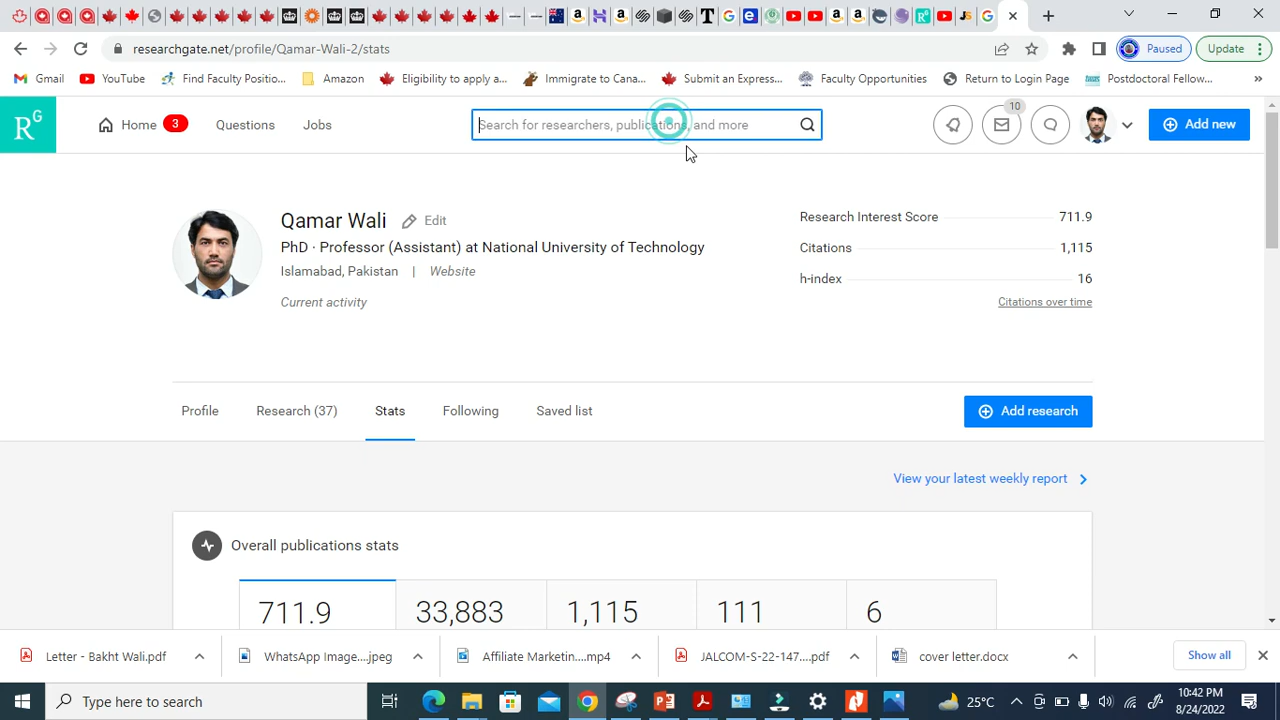 researchgate.net/profile/Qamar-Wali-2/stats
Paused
Update
Gmail
YouTube
Find Faculty Positio...
Amazon
Eligibility to apply a...
Immigrate to Cana...
Submit an Express...
Faculty Opportunities
Return to Login Page
Postdoctoral Fellow...
»
RG
Home 3
Questions
Jobs
Search for researchers, publications, and more
10
Add new
Qamar Wali
Edit
PhD · Professor (Assistant) at National University of Technology
Islamabad, Pakistan | Website
Current activity
Research Interest Score 711.9
Citations 1,115
h-index 16
Citations over time
Profile
Research (37)
Stats
Following
Saved list
Add research
View your latest weekly report
Overall publications stats
711.9
33,883
1,115
111
6
Letter - Bakht Wali.pdf
WhatsApp Image....jpeg
Affiliate Marketin....mp4
JALCOM-S-22-147....pdf
cover letter.docx
Show all
Type here to search
25°C
10:42 PM
8/24/2022